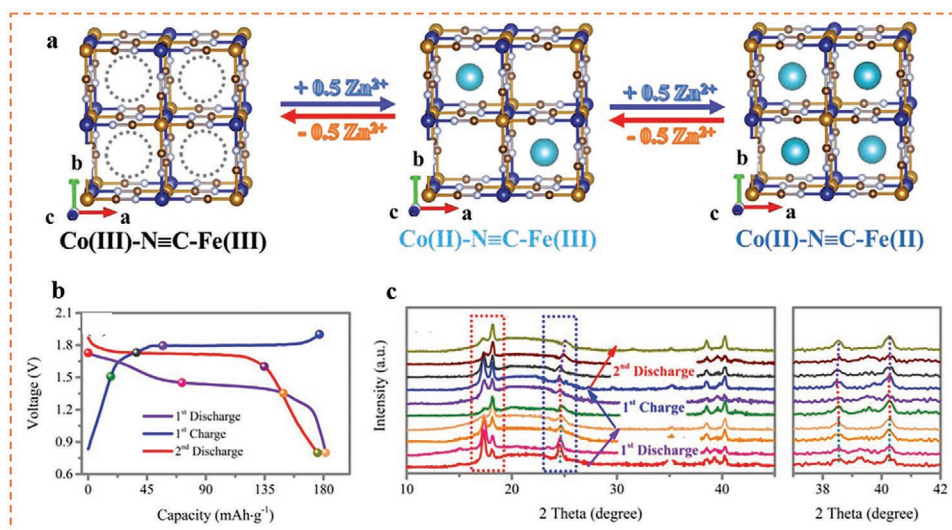 a
+ 0.5 Zn²⁺
- 0.5 Zn²⁺
+ 0.5 Zn²⁺
- 0.5 Zn²⁺
b
c
a
b
c
a
b
c
a
Co(III)-N≡C-Fe(III)
Co(II)-N≡C-Fe(III)
Co(II)-N≡C-Fe(II)
b
Voltage (V)
2.1
1.8
1.5
1.2
0.9
0.6
1st Discharge
1st Charge
2nd Discharge
0 45 90 135 180
Capacity (mAh·g⁻¹)
c
Intensity (a.u.)
2nd Discharge
1st Charge
1st Discharge
10 20 30 40
2 Theta (degree)
38 40 42
2 Theta (degree)